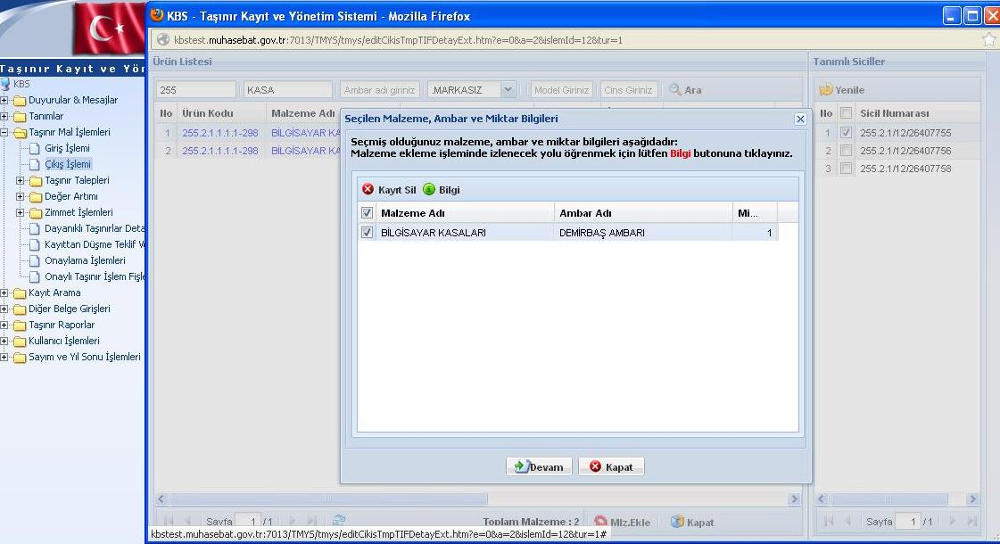 KBS - Taşınır Kayıt ve Yönetim Sistemi - Mozilla Firefox
kbstest.muhasebat.gov.tr:7013/TMYS/tmys/editCikisTmpTIFDetayExt.htm?e=0&a=2&islemId=12&tur=1
Taşınır Kayıt ve Yön
KBS
Duyurular & Mesajlar
Tanımlar
Taşınır Mal İşlemleri
Giriş İşlemi
Çıkış İşlemi
Taşınır Talepleri
Değer Artımı
Zimmet İşlemleri
Dayanıklı Taşınırlar Deta
Kayıttan Düşme Teklif V
Onaylama İşlemleri
Onaylı Taşınır İşlem Fişle
Kayıt Arama
Diğer Belge Girişleri
Taşınır Raporlar
Kullanıcı İşlemleri
Sayım ve Yıl Sonu İşlemleri
Ürün Listesi
255 KASA Ambar adı giriniz .MARKASIZ Model Giriniz Cins Giriniz Ara
No Ürün Kodu Malzeme Adı
1 255.2.1.1.1.1-298 BİLGİSAYAR KA
2 255.2.1.1.1.1-298 BİLGİSAYAR KA
Seçilen Malzeme, Ambar ve Miktar Bilgileri
Seçmiş olduğunuz malzeme, ambar ve miktar bilgileri aşağıdadır:
Malzeme ekleme işleminde izlenecek yolu öğrenmek için lütfen Bilgi butonuna tıklayınız.
Kayıt Sil Bilgi
Malzeme Adı Ambar Adı Mi...
BİLGİSAYAR KASALARI DEMİRBAŞ AMBARI 1
Devam Kapat
Sayfa 1 / 1 Toplam Malzeme : 2 Mlz.Ekle Kapat
Tanımlı Siciller
Yenile
No Sicil Numarası
1 255.2.1/12/26407755
2 255.2.1/12/26407756
3 255.2.1/12/26407758
Sayfa 1 / 1
kbstest.muhasebat.gov.tr:7013/TMYS/tmys/editCikisTmpTIFDetayExt.htm?e=0&a=2&islemId=12&tur=1#